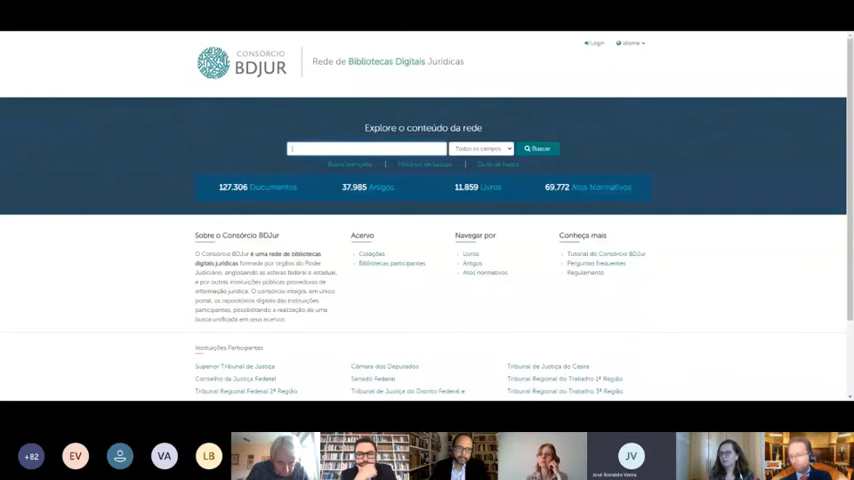 Login Idioma
CONSÓRCIO
BDJUR
Rede de Bibliotecas Digitais Jurídicas
Explore o conteúdo da rede
Todos os campos Buscar
Busca avançada | Histórico de buscas | Dicas de busca
127.306 Documentos 37.985 Artigos 11.859 Livros 69.772 Atos Normativos
Sobre o Consórcio BDJur
O Consórcio BDJur é uma rede de bibliotecas
digitais jurídicas formada por órgãos do Poder
Judiciário, englobando as esferas federal e estadual,
e por outras instituições públicas provedoras de
informação jurídica. O consórcio integra, em um único
portal, os repositórios digitais das instituições
participantes, possibilitando a realização de uma
busca unificada em seus acervos
Acervo
Coleções
Bibliotecas participantes
Navegar por
Livros
Artigos
Atos normativos
Conheça mais
Tutorial do Consórcio BDJur
Perguntas frequentes
Regulamento
Instituições Participantes
Superior Tribunal de Justiça Câmara dos Deputados Tribunal de Justiça do Ceará
Conselho da Justiça Federal Senado Federal Tribunal Regional do Trabalho 1ª Região
Tribunal Regional Federal 2ª Região Tribunal de Justiça do Distrito Federal e Tribunal Regional do Trabalho 3ª Região
+82 EV VA LB JV
José Ronaldo Vieira